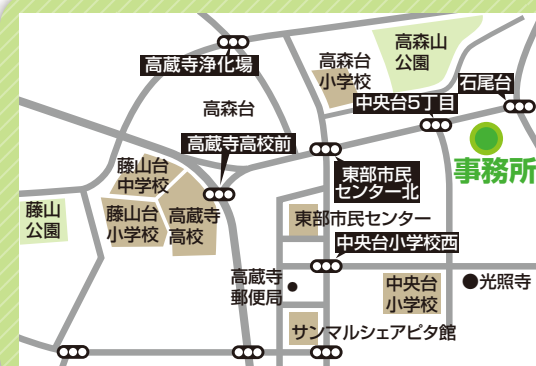 高蔵寺浄化場
高森台
小学校
高森山
公園
石尾台
中央台5丁目
高森台
高蔵寺高校前
事務所
藤山台
中学校
東部市民
センター北
藤山
公園
藤山台
小学校
高蔵寺
高校
東部市民センター
中央台小学校西
高蔵寺
郵便局
中央台
小学校
光照寺
サンマルシェアピタ館